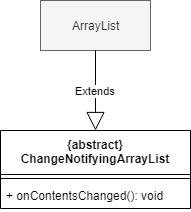 ArrayList
Extends
{abstract}
ChangeNotifyingArrayList
+ onContentsChanged(): void